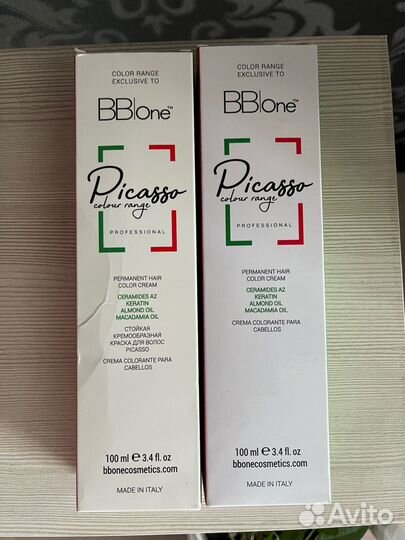 COLOR RANGE
EXCLUSIVE TO
BB|One™
Picasso
colour range
PROFESSIONAL
PERMANENT HAIR
COLOR CREAM
CERAMIDES A2
KERATIN
ALMOND OIL
MACADAMIA OIL
СТОЙКАЯ
КРЕМООБРАЗНАЯ
КРАСКА ДЛЯ ВОЛОС
PICASSO
CREMA COLORANTE PARA
CABELLOS
100 ml e 3.4 fl. oz
bbonecosmetics.com
MADE IN ITALY
COLOR RANGE
EXCLUSIVE TO
BB|One™
Picasso
colour range
PROFESSIONAL
PERMANENT HAIR
COLOR CREAM
CERAMIDES A2
KERATIN
ALMOND OIL
MACADAMIA OIL
CREMA COLORANTE PARA
CABELLOS
100 ml e 3.4 fl. oz
bbonecosmetics.com
MADE IN ITALY
Avito